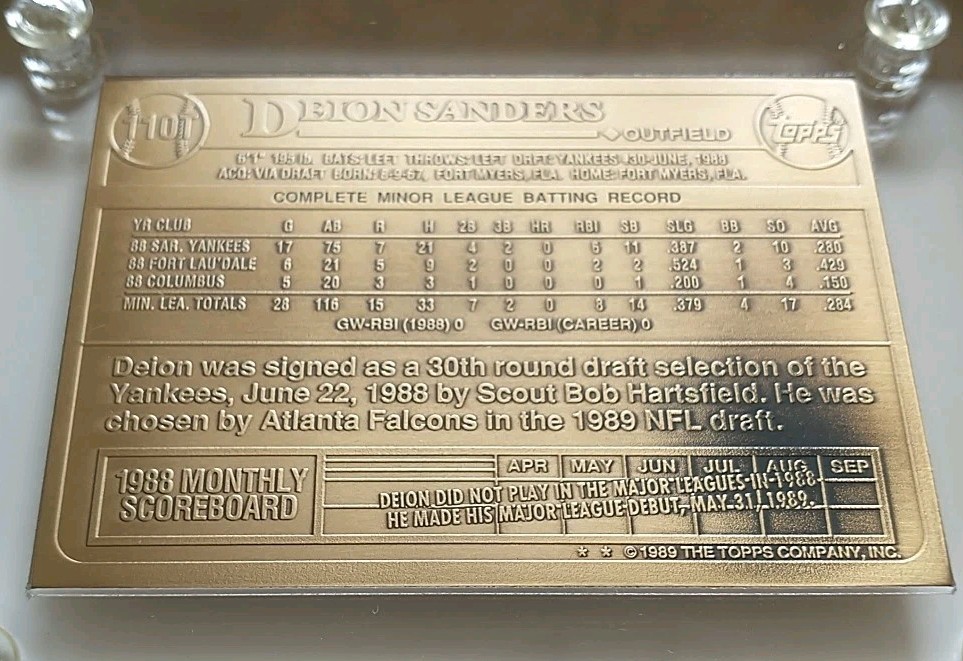 110T
DEION SANDERS
OUTFIELD
Topps
6'1" 195 lb. BATS: LEFT THROWS: LEFT DRFT: YANKEES #30-JUNE, 1988
ACQ: VIA DRAFT BORN: 8-9-67, FORT MYERS, FLA. HOME: FORT MYERS, FLA.
COMPLETE MINOR LEAGUE BATTING RECORD
YR CLUB G AB R H 2B 3B HR RBI SB SLG BB SO AVG
88 SAR. YANKEES 17 75 7 21 4 2 0 6 11 .387 2 10 .280
88 FORT LAU'DALE 6 21 5 9 2 0 0 2 2 .524 1 3 .429
88 COLUMBUS 5 20 3 3 1 0 0 0 1 .200 1 4 .150
MIN. LEA. TOTALS 28 116 15 33 7 2 0 8 14 .379 4 17 .284
GW-RBI (1988) 0 GW-RBI (CAREER) 0
Deion was signed as a 30th round draft selection of the
Yankees, June 22, 1988 by Scout Bob Hartsfield. He was
chosen by Atlanta Falcons in the 1989 NFL draft.
1988 MONTHLY
SCOREBOARD
APR MAY JUN JUL AUG SEP
DEION DID NOT PLAY IN THE MAJOR LEAGUES IN 1988.
HE MADE HIS MAJOR LEAGUE DEBUT, MAY 31, 1989.
* * ©1989 THE TOPPS COMPANY, INC.